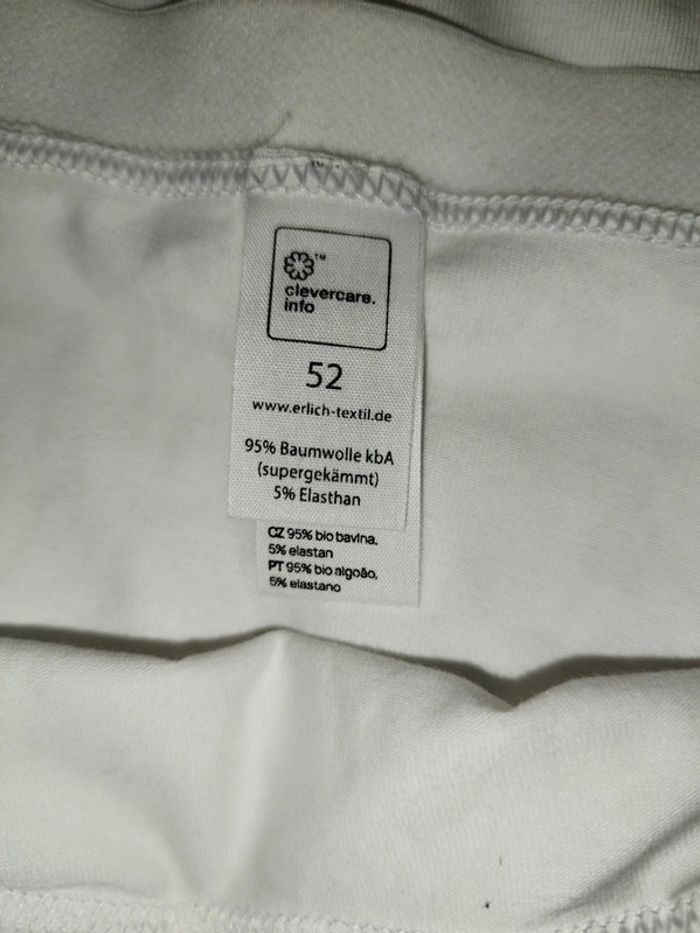 clevercare.
info
52
www.erlich-textil.de
95% Baumwolle kbA
(supergekämmt)
5% Elasthan
CZ 95% bio bavlna,
5% elastan
PT 95% bio algoão,
5% elastano